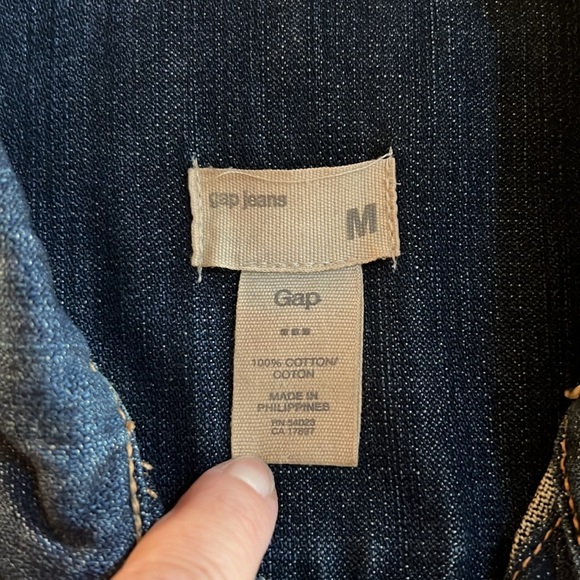 gap jeans
M
Gap
100% COTTON/
COTON
MADE IN
PHILIPPINES
RN 54023
CA 17897